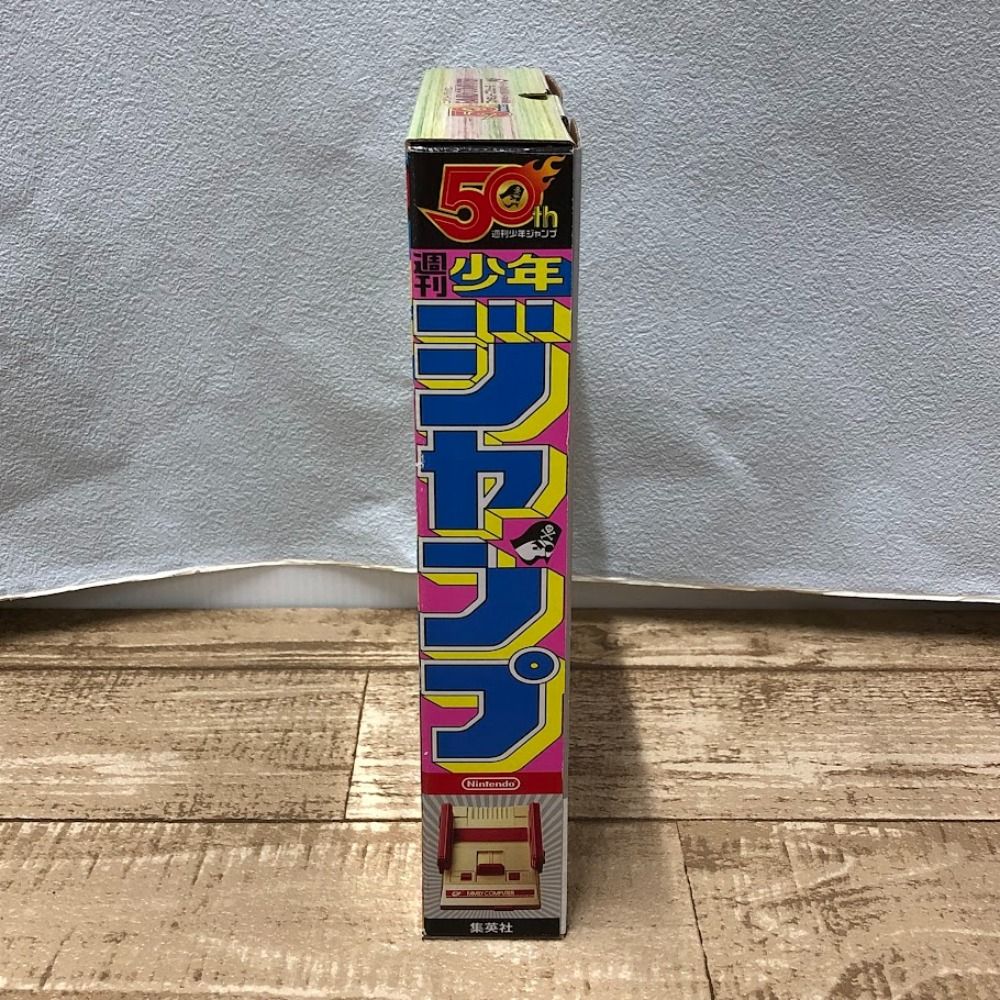 50th
週刊少年ジャンプ
週刊
少年
ジャンプ
Nintendo
FAMILY COMPUTER
集英社